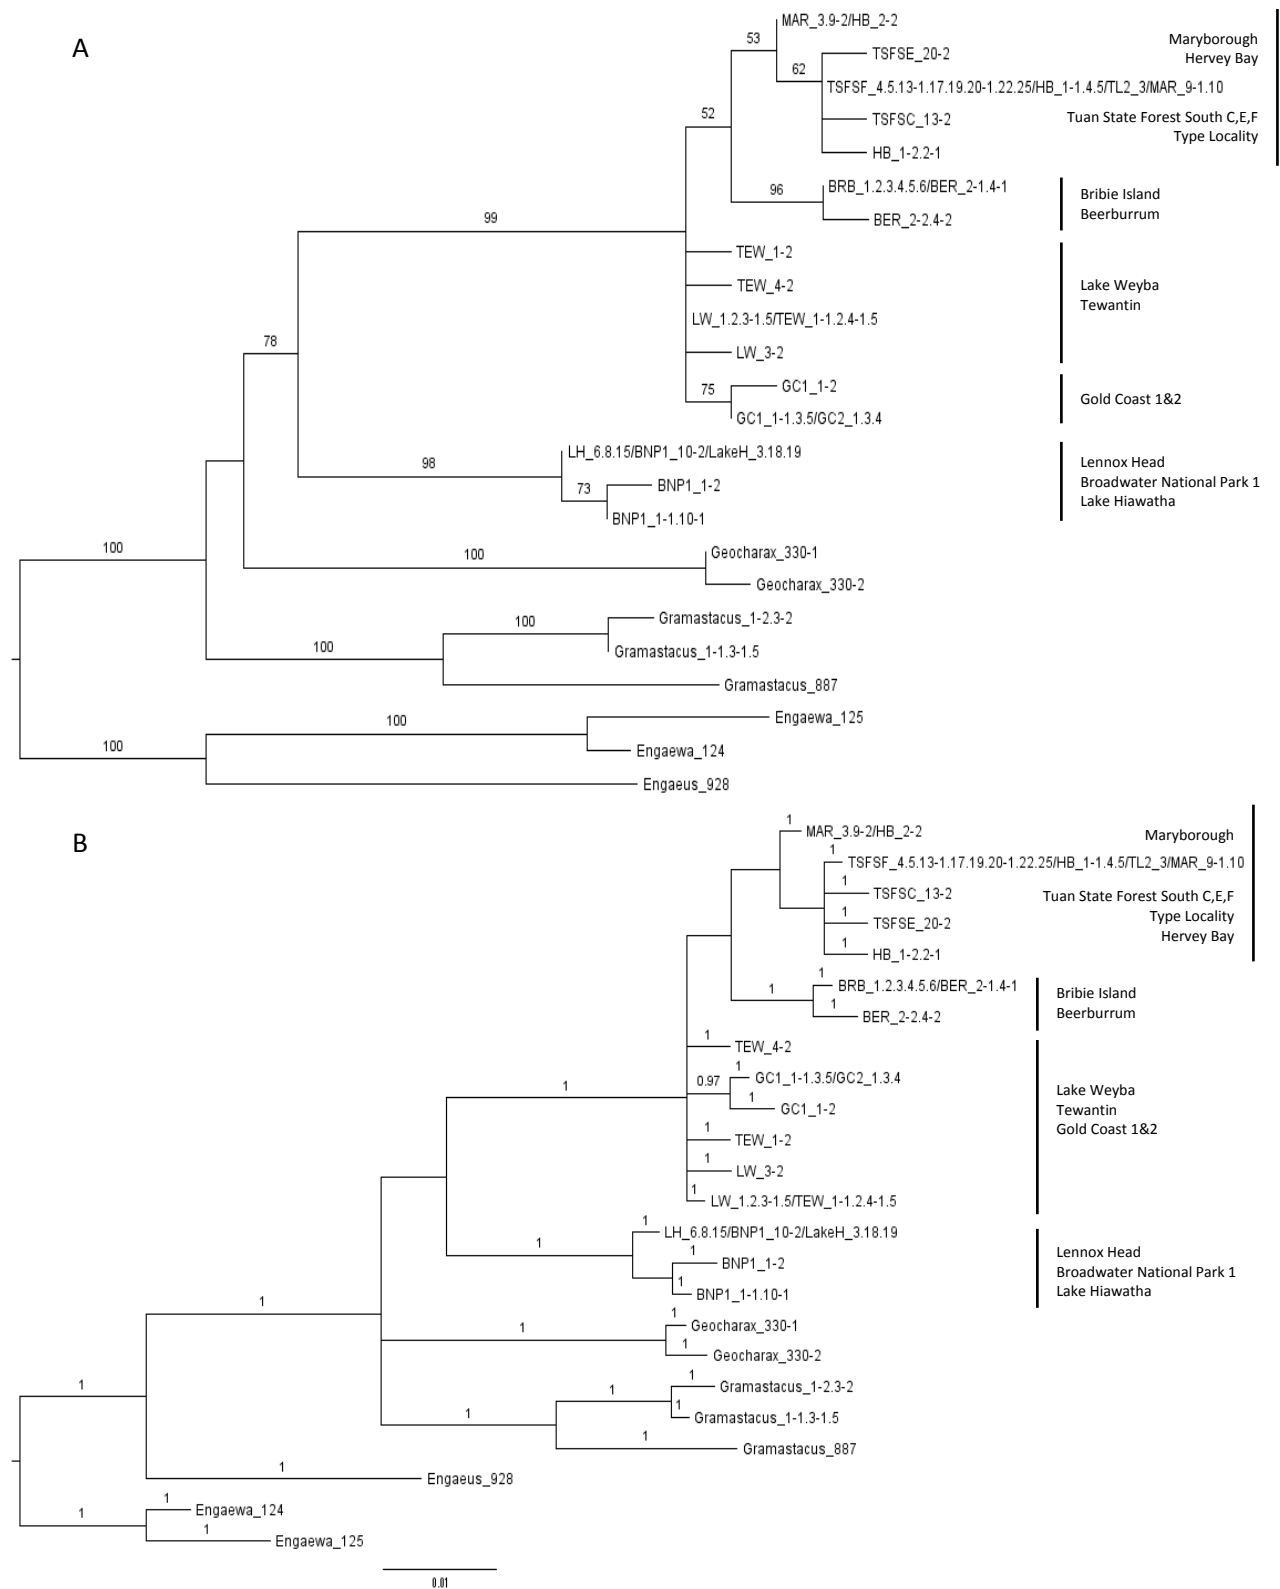 A
MAR_3.9-2/HB_2-2
53
Maryborough
Hervey Bay
TSFSE_20-2
62
TSFSF_4.5.13-1.17.19.20-1.22.25/HB_1-1.4.5/TL2_3/MAR_9-1.10
52
TSFSC_13-2
Tuan State Forest South C,E,F
Type Locality
HB_1-2.2-1
96
BRB_1.2.3.4.5.6/BER_2-1.4-1
Bribie Island
Beerburrum
BER_2-2.4-2
99
TEW_1-2
TEW_4-2
Lake Weyba
Tewantin
LW_1.2.3-1.5/TEW_1-1.2.4-1.5
78
LW_3-2
75
GC1_1-2
Gold Coast 1&2
GC1_1-1.3.5/GC2_1.3.4
LH_6.8.15/BNP1_10-2/LakeH_3.18.19
98
Lennox Head
Broadwater National Park 1
Lake Hiawatha
73
BNP1_1-2
BNP1_1-1.10-1
100
100
Geocharax_330-1
Geocharax_330-2
100
Gramastacus_1-2.3-2
100
Gramastacus_1-1.3-1.5
Gramastacus_887
100
Engaewa_125
100
Engaewa_124
Engaeus_928
B
1
MAR_3.9-2/HB_2-2
Maryborough
1
TSFSF_4.5.13-1.17.19.20-1.22.25/HB_1-1.4.5/TL2_3/MAR_9-1.10
1
TSFSC_13-2
Tuan State Forest South C,E,F
Type Locality
Hervey Bay
1
TSFSE_20-2
1
HB_1-2.2-1
1
1
BRB_1.2.3.4.5.6/BER_2-1.4-1
Bribie Island
Beerburrum
1
BER_2-2.4-2
1
TEW_4-2
1
0.97
1
GC1_1-1.3.5/GC2_1.3.4
Lake Weyba
Tewantin
Gold Coast 1&2
1
GC1_1-2
1
TEW_1-2
1
LW_3-2
1
LW_1.2.3-1.5/TEW_1-1.2.4-1.5
1
1
LH_6.8.15/BNP1_10-2/LakeH_3.18.19
Lennox Head
Broadwater National Park 1
Lake Hiawatha
1
BNP1_1-2
1
BNP1_1-1.10-1
1
1
1
Geocharax_330-1
1
Geocharax_330-2
1
1
1
Gramastacus_1-2.3-2
1
1
Gramastacus_1-1.3-1.5
1
Gramastacus_887
1
Engaeus_928
1
1
Engaewa_124
1
Engaewa_125
0.01